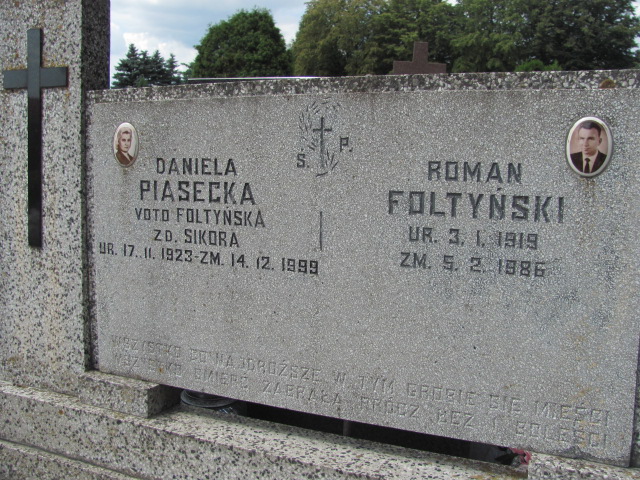 Ś. P.
DANIELA
PIASECKA
VOTO FOLTYŃSKA
ZD. SIKORA
UR. 17. 11. 1923-ZM. 14. 12. 1999
ROMAN
FOLTYŃSKI
UR. 3. 1. 1919
ZM. 5. 2. 1986
WSZYSTKO CO NAJDROŻSZE W TYM GROBIE SIĘ MIEŚCI
WSZYSTKO ŚMIERĆ ZABRAŁA PRÓCZ ŁEZ I BOLEŚCI